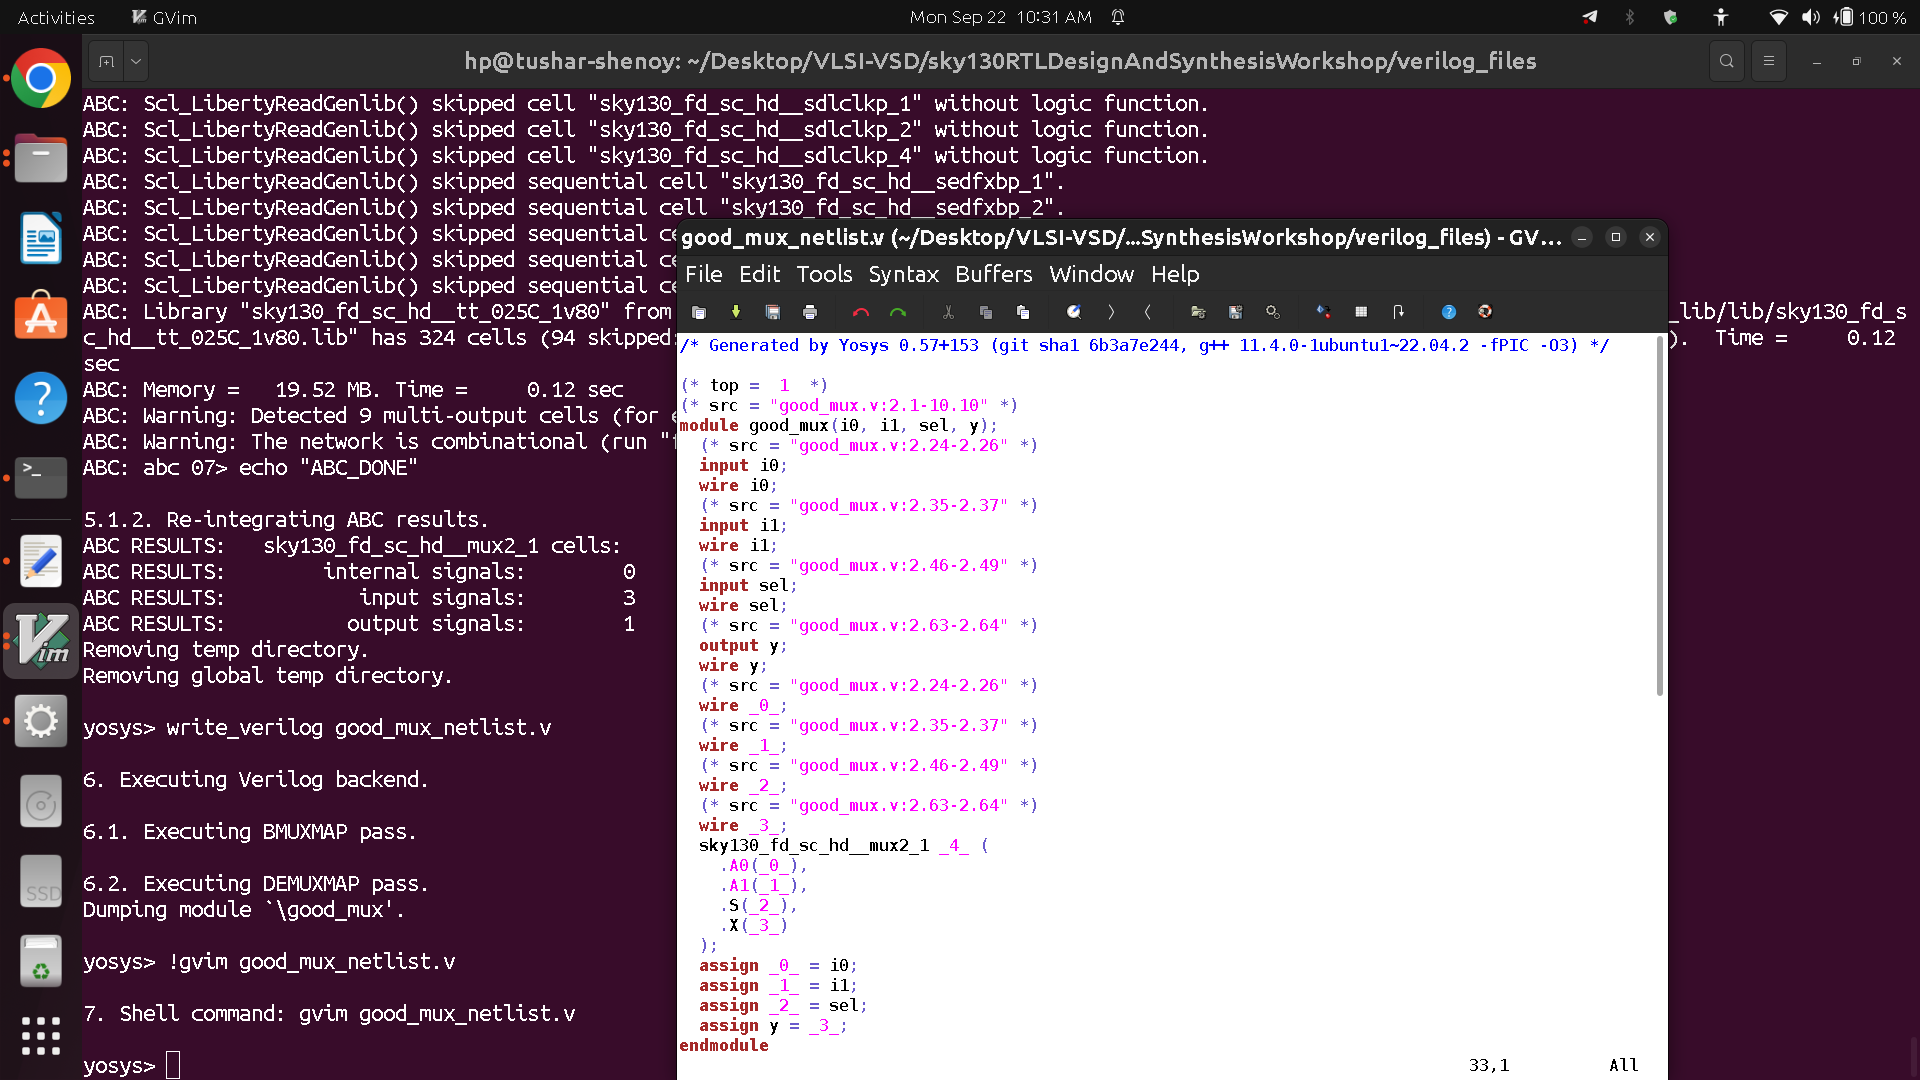 Activities
GVim
Mon Sep 22 10:31 AM
100 %
hp@tushar-shenoy: ~/Desktop/VLSI-VSD/sky130RTLDesignAndSynthesisWorkshop/verilog_files
ABC: Scl_LibertyReadGenlib() skipped cell "sky130_fd_sc_hd__sdlclkp_1" without logic function.
ABC: Scl_LibertyReadGenlib() skipped cell "sky130_fd_sc_hd__sdlclkp_2" without logic function.
ABC: Scl_LibertyReadGenlib() skipped cell "sky130_fd_sc_hd__sdlclkp_4" without logic function.
ABC: Scl_LibertyReadGenlib() skipped sequential cell "sky130_fd_sc_hd__sedfxbp_1".
ABC: Scl_LibertyReadGenlib() skipped sequential cell "sky130_fd_sc_hd__sedfxbp_2".
ABC: Scl_LibertyReadGenlib() skipped sequential ce
ABC: Scl_LibertyReadGenlib() skipped sequential ce
ABC: Scl_LibertyReadGenlib() skipped sequential ce
ABC: Library "sky130_fd_sc_hd__tt_025C_1v80" from _lib/lib/sky130_fd_s
c_hd__tt_025C_1v80.lib" has 324 cells (94 skipped: ). Time = 0.12
sec
ABC: Memory = 19.52 MB. Time = 0.12 sec
ABC: Warning: Detected 9 multi-output cells (for e
ABC: Warning: The network is combinational (run "f
ABC: abc 07> echo "ABC_DONE"
5.1.2. Re-integrating ABC results.
ABC RESULTS: sky130_fd_sc_hd__mux2_1 cells:
ABC RESULTS: internal signals: 0
ABC RESULTS: input signals: 3
ABC RESULTS: output signals: 1
Removing temp directory.
Removing global temp directory.
yosys> write_verilog good_mux_netlist.v
6. Executing Verilog backend.
6.1. Executing BMUXMAP pass.
6.2. Executing DEMUXMAP pass.
Dumping module `\good_mux'.
yosys> !gvim good_mux_netlist.v
7. Shell command: gvim good_mux_netlist.v
yosys>
good_mux_netlist.v (~/Desktop/VLSI-VSD/...SynthesisWorkshop/verilog_files) - GV...
File Edit Tools Syntax Buffers Window Help
/* Generated by Yosys 0.57+153 (git sha1 6b3a7e244, g++ 11.4.0-1ubuntu1~22.04.2 -fPIC -O3) */
(* top = 1 *)
(* src = "good_mux.v:2.1-10.10" *)
module good_mux(i0, i1, sel, y);
(* src = "good_mux.v:2.24-2.26" *)
input i0;
wire i0;
(* src = "good_mux.v:2.35-2.37" *)
input i1;
wire i1;
(* src = "good_mux.v:2.46-2.49" *)
input sel;
wire sel;
(* src = "good_mux.v:2.63-2.64" *)
output y;
wire y;
(* src = "good_mux.v:2.24-2.26" *)
wire _0_;
(* src = "good_mux.v:2.35-2.37" *)
wire _1_;
(* src = "good_mux.v:2.46-2.49" *)
wire _2_;
(* src = "good_mux.v:2.63-2.64" *)
wire _3_;
sky130_fd_sc_hd__mux2_1 _4_ (
.A0(_0_),
.A1(_1_),
.S(_2_),
.X(_3_)
);
assign _0_ = i0;
assign _1_ = i1;
assign _2_ = sel;
assign y = _3_;
endmodule
33,1 All
SSD